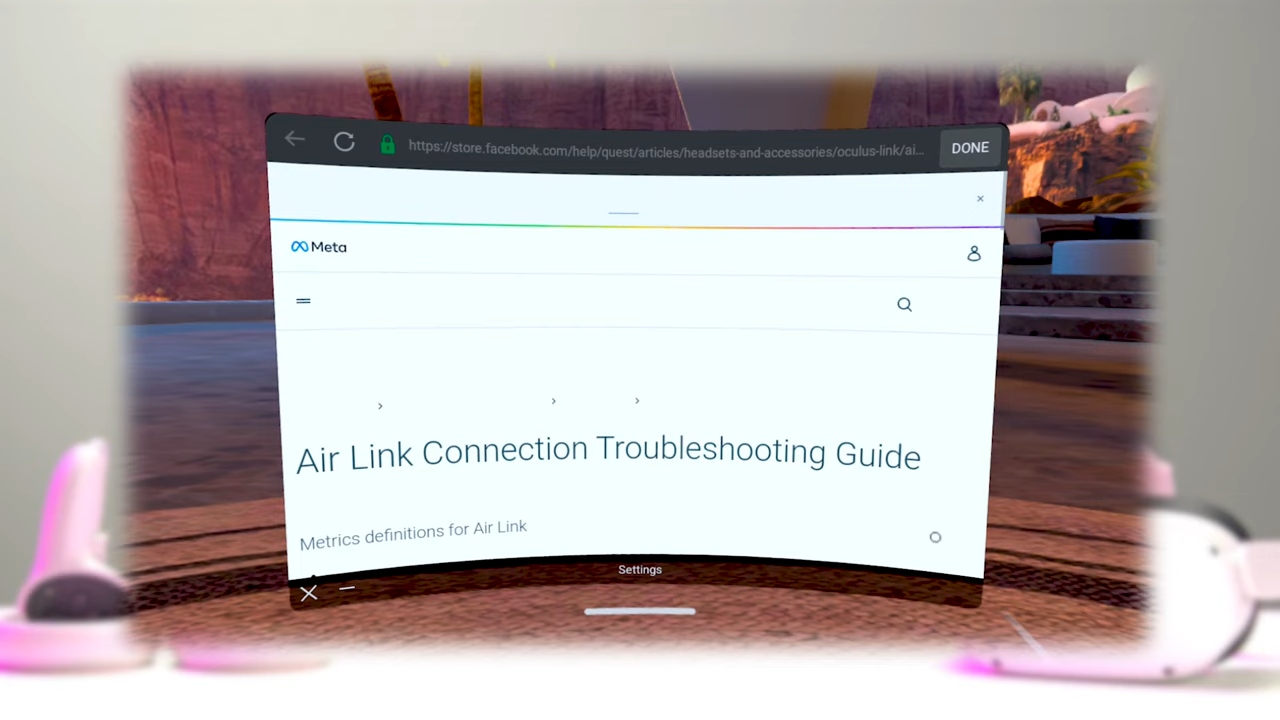 https://store.facebook.com/help/quest/articles/headsets-and-accessories/oculus-link/ai...
DONE
Meta
Air Link Connection Troubleshooting Guide
Metrics definitions for Air Link
Settings